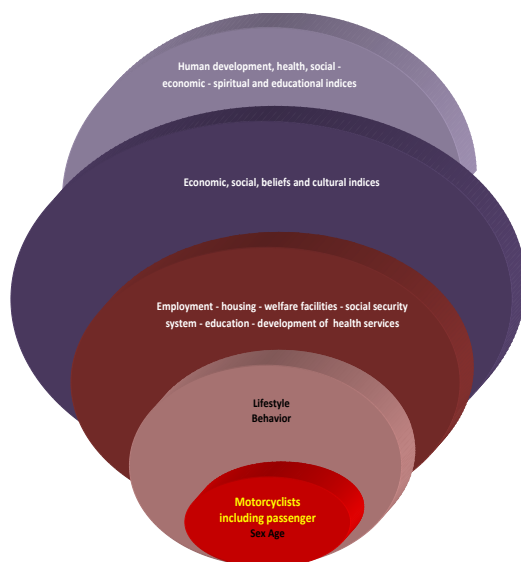 Human development, health, social -
economic - spiritual and educational indices
Economic, social, beliefs and cultural indices
Employment - housing - welfare facilities - social security
system - education - development of health services
Lifestyle
Behavior
Motorcyclists
including passenger
Sex Age